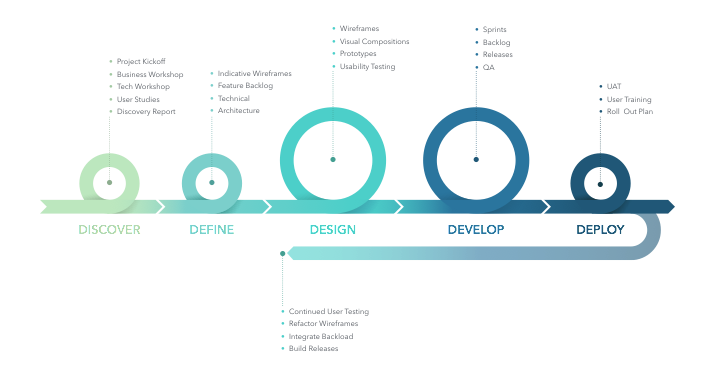 Project Kickoff
Business Workshop
Tech Workshop
User Studies
Discovery Report
Indicative Wireframes
Feature Backlog
Technical
Architecture
Wireframes
Visual Compositions
Prototypes
Usability Testing
Sprints
Backlog
Releases
QA
UAT
User Training
Roll Out Plan
DISCOVER
DEFINE
DESIGN
DEVELOP
DEPLOY
Continued User Testing
Refactor Wireframes
Integrate Backload
Build Releases